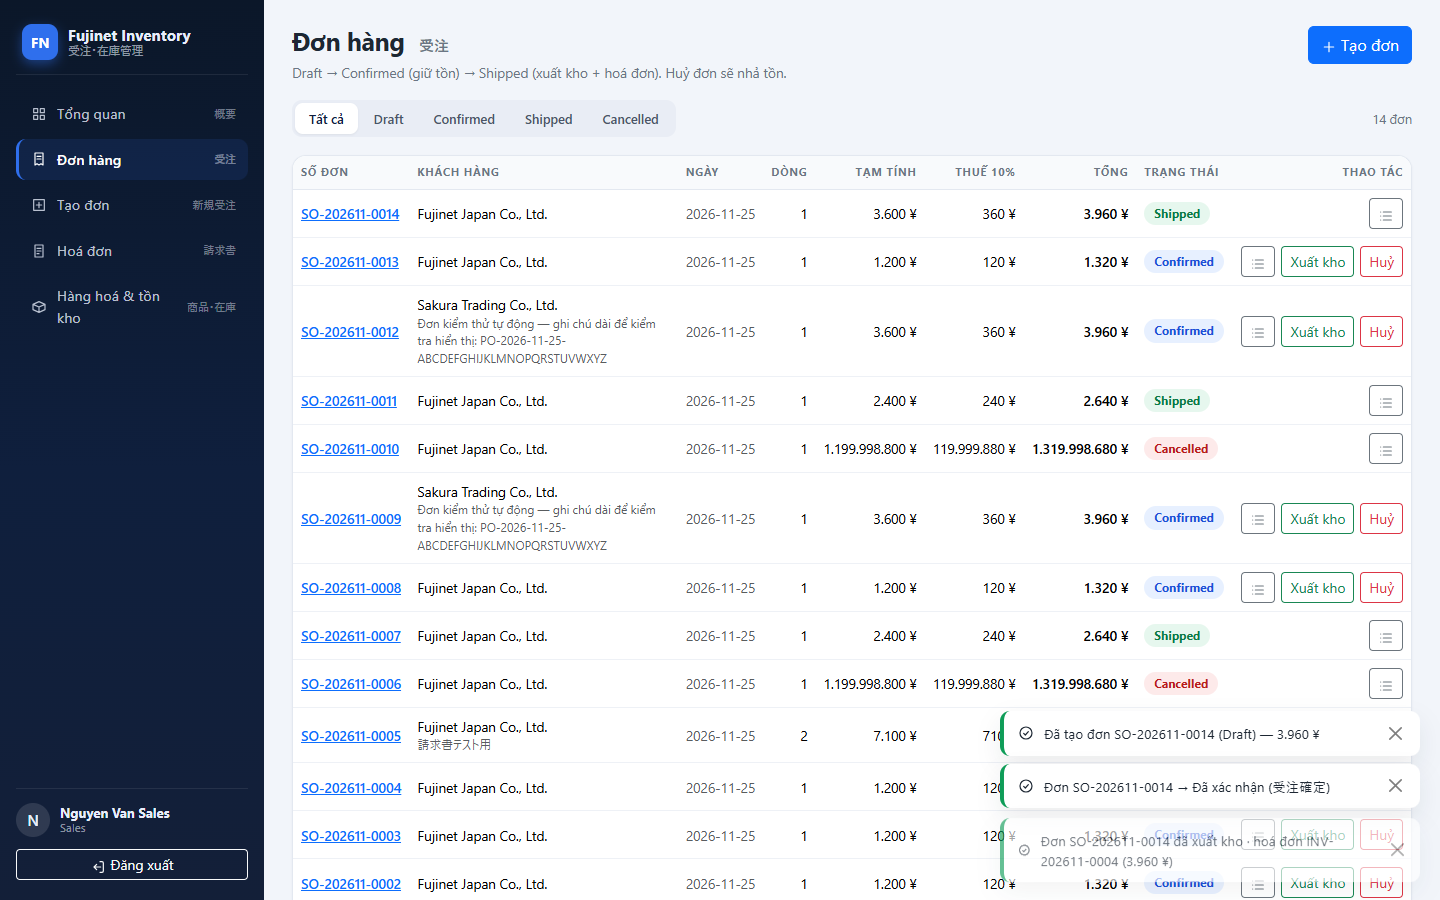 FN
Fujinet Inventory
受注・在庫管理
Tổng quan 概要
Đơn hàng 受注
Tạo đơn 新規受注
Hoá đơn 請求書
Hàng hoá & tồn kho 商品・在庫
N
Nguyen Van Sales
Sales
Đăng xuất
Đơn hàng 受注
+ Tạo đơn
Draft → Confirmed (giữ tồn) → Shipped (xuất kho + hoá đơn). Huỷ đơn sẽ nhả tồn.
Tất cả Draft Confirmed Shipped Cancelled
14 đơn
SỐ ĐƠN KHÁCH HÀNG NGÀY DÒNG TẠM TÍNH THUẾ 10% TỔNG TRẠNG THÁI THAO TÁC
SO-202611-0014 Fujinet Japan Co., Ltd. 2026-11-25 1 3.600 ¥ 360 ¥ 3.960 ¥ Shipped
SO-202611-0013 Fujinet Japan Co., Ltd. 2026-11-25 1 1.200 ¥ 120 ¥ 1.320 ¥ Confirmed Xuất kho Huỷ
Sakura Trading Co., Ltd.
Đơn kiểm thử tự động — ghi chú dài để kiểm
SO-202611-0012 tra hiển thị: PO-2026-11-25- 2026-11-25 1 3.600 ¥ 360 ¥ 3.960 ¥ Confirmed Xuất kho Huỷ
ABCDEFGHIJKLMNOPQRSTUVWXYZ
SO-202611-0011 Fujinet Japan Co., Ltd. 2026-11-25 1 2.400 ¥ 240 ¥ 2.640 ¥ Shipped
SO-202611-0010 Fujinet Japan Co., Ltd. 2026-11-25 1 1.199.998.800 ¥ 119.999.880 ¥ 1.319.998.680 ¥ Cancelled
Sakura Trading Co., Ltd.
Đơn kiểm thử tự động — ghi chú dài để kiểm
SO-202611-0009 tra hiển thị: PO-2026-11-25- 2026-11-25 1 3.600 ¥ 360 ¥ 3.960 ¥ Confirmed Xuất kho Huỷ
ABCDEFGHIJKLMNOPQRSTUVWXYZ
SO-202611-0008 Fujinet Japan Co., Ltd. 2026-11-25 1 1.200 ¥ 120 ¥ 1.320 ¥ Confirmed Xuất kho Huỷ
SO-202611-0007 Fujinet Japan Co., Ltd. 2026-11-25 1 2.400 ¥ 240 ¥ 2.640 ¥ Shipped
SO-202611-0006 Fujinet Japan Co., Ltd. 2026-11-25 1 1.199.998.800 ¥ 119.999.880 ¥ 1.319.998.680 ¥ Cancelled
SO-202611-0005 Fujinet Japan Co., Ltd. 2026-11-25 2 7.100 ¥ 710
請求書テスト用
SO-202611-0004 Fujinet Japan Co., Ltd. 2026-11-25 1 1.200 ¥ 120
SO-202611-0003 Fujinet Japan Co., Ltd. 2026-11-25 1 1.200 ¥ 120 ¥ 1.320 ¥ Confirmed Xuất kho Huỷ
SO-202611-0002 Fujinet Japan Co., Ltd. 2026-11-25 1 1.200 ¥ 120 ¥ 1.320 ¥ Confirmed Xuất kho Huỷ
Đã tạo đơn SO-202611-0014 (Draft) — 3.960 ¥
Đơn SO-202611-0014 → Đã xác nhận (受注確定)
Đơn SO-202611-0014 đã xuất kho · hoá đơn INV-
202611-0004 (3.960 ¥)